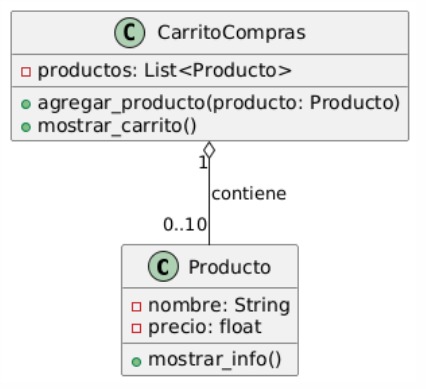 C CarritoCompras
productos: List<Producto>
agregar_producto(producto: Producto)
mostrar_carrito()
1
contiene
0..10
C Producto
nombre: String
precio: float
mostrar_info()